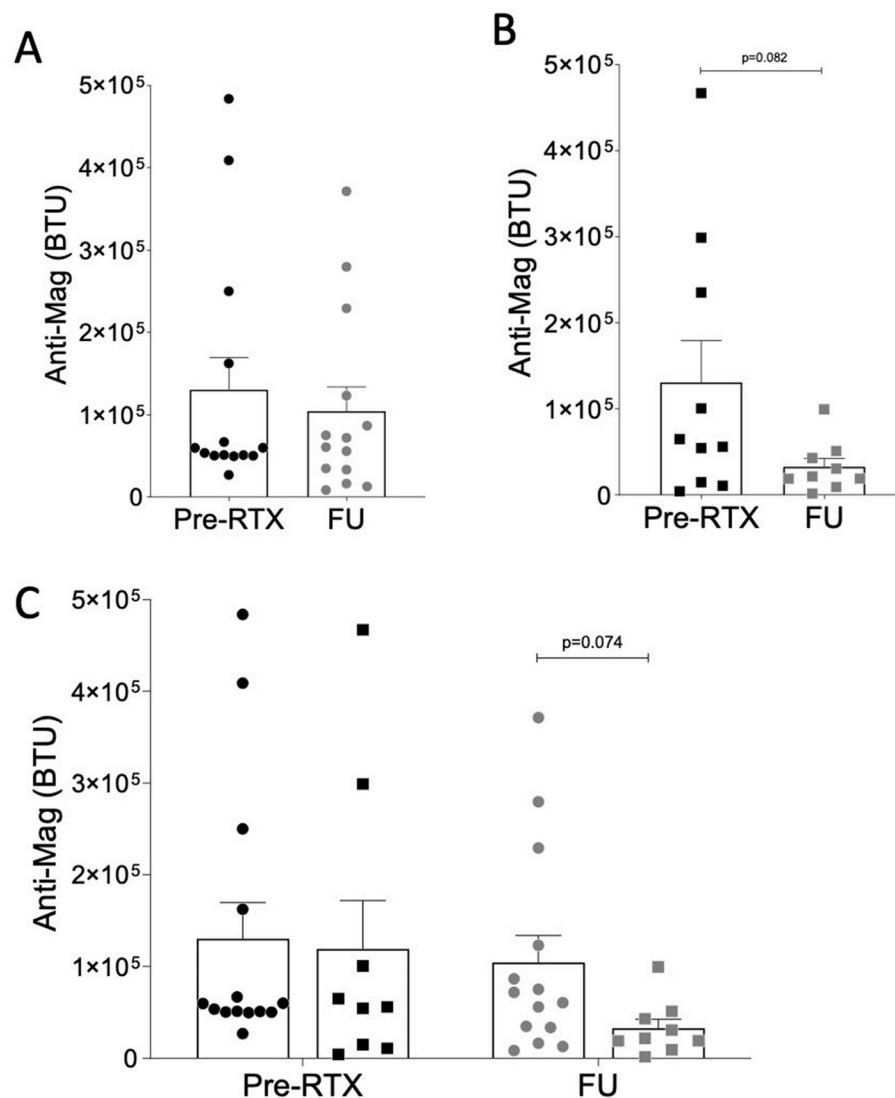 A
Anti-Mag (BTU)
5×10⁵
4×10⁵
3×10⁵
2×10⁵
1×10⁵
0
Pre-RTX FU
B
p=0.082
Anti-Mag (BTU)
5×10⁵
4×10⁵
3×10⁵
2×10⁵
1×10⁵
0
Pre-RTX FU
C
p=0.074
Anti-Mag (BTU)
5×10⁵
4×10⁵
3×10⁵
2×10⁵
1×10⁵
0
Pre-RTX FU